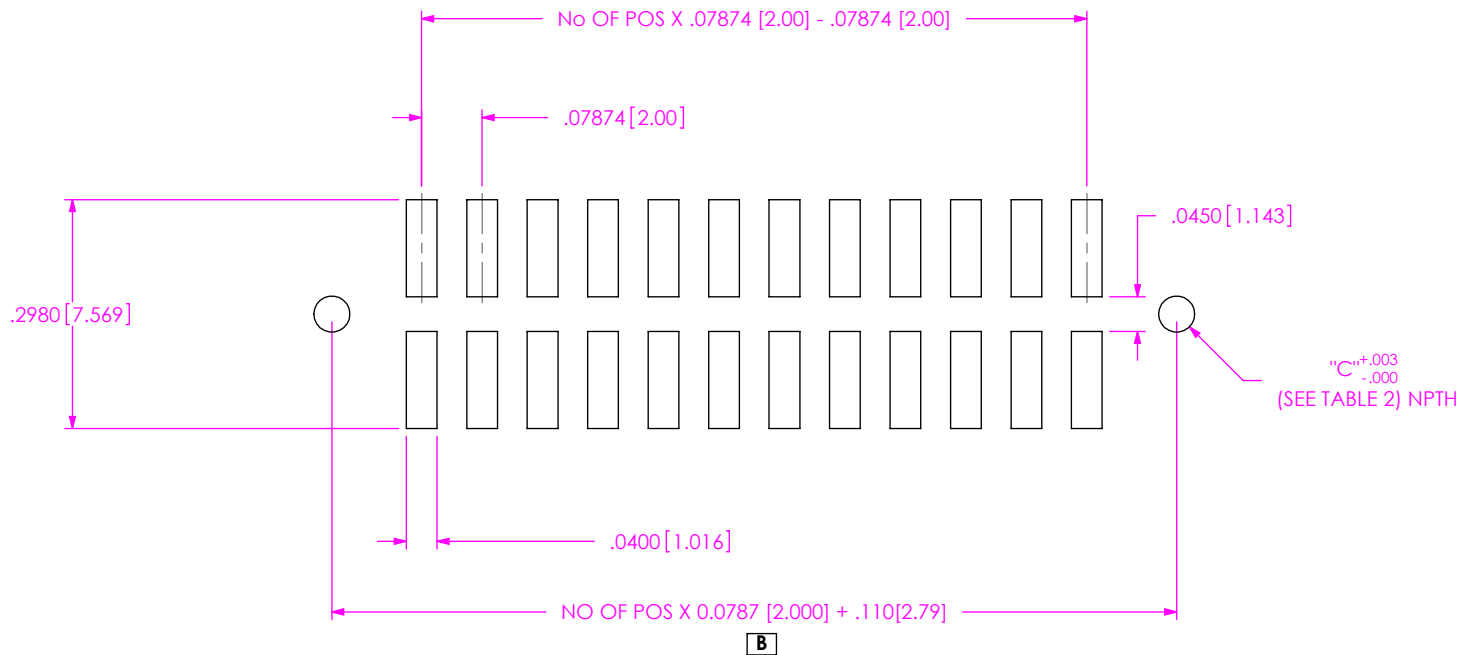 No OF POS X .07874 [2.00] - .07874 [2.00]
.07874 [2.00]
.0450 [1.143]
.2980 [7.569]
"C" +.003
-.000
(SEE TABLE 2) NPTH
.0400 [1.016]
NO OF POS X 0.0787 [2.000] + .110[2.79]
B